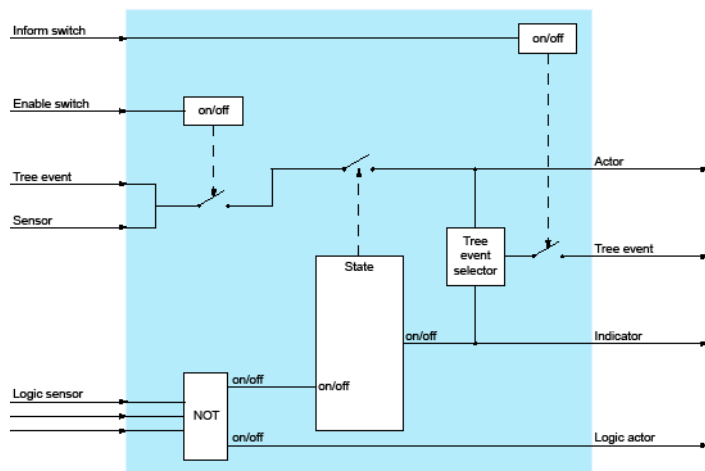 Inform switch
on/off
Enable switch
on/off
Tree event
Actor
Sensor
Tree
event
selector
Tree event
State
on/off
Indicator
on/off
on/off
Logic sensor
NOT
on/off
Logic actor